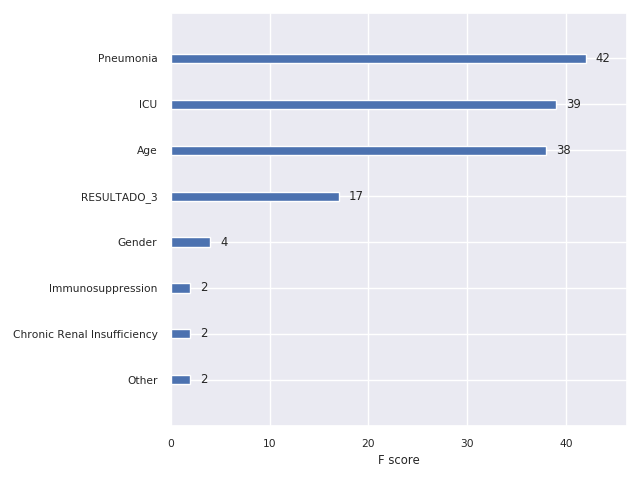 Pneumonia 42
ICU 39
Age 38
RESULTADO_3 17
Gender 4
Immunosuppression 2
Chronic Renal Insufficiency 2
Other 2
0 10 20 30 40
F score